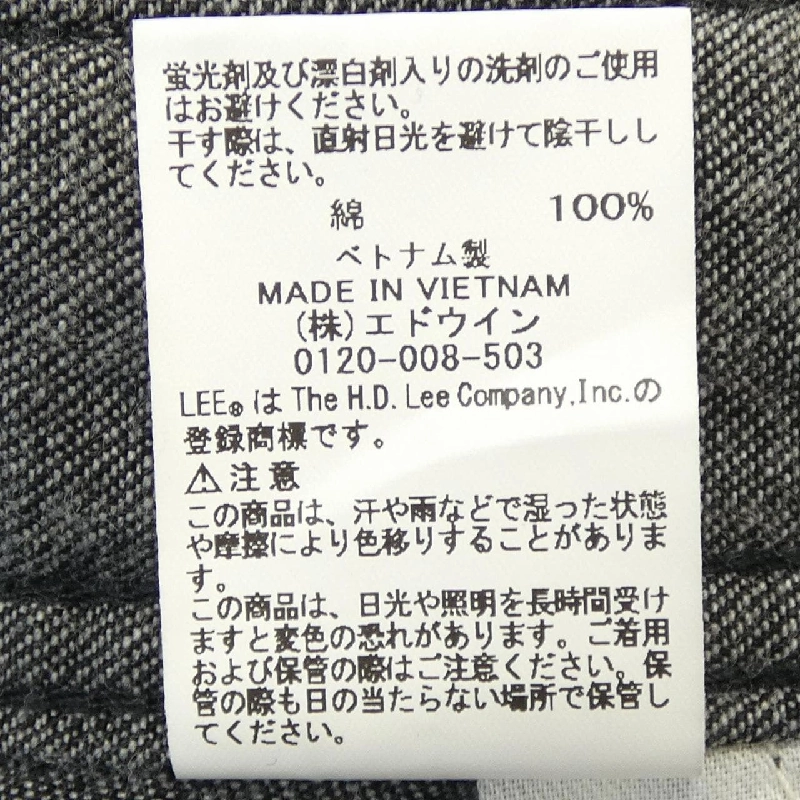 蛍光剤及び漂白剤入りの洗剤のご使用
はお避けください。
干す際は、直射日光を避けて陰干しし
てください。
綿 100%
ベトナム製
MADE IN VIETNAM
(株)エドウイン
0120-008-503
LEE®は The H.D. Lee Company,Inc.の
登録商標です。
⚠注意
この商品は、汗や雨などで湿った状態
や摩擦により色移りすることがありま
す。
この商品は、日光や照明を長時間受け
ますと変色の恐れがあります。ご着用
および保管の際はご注意ください。保
管の際も日の当たらない場所で保管し
てください。